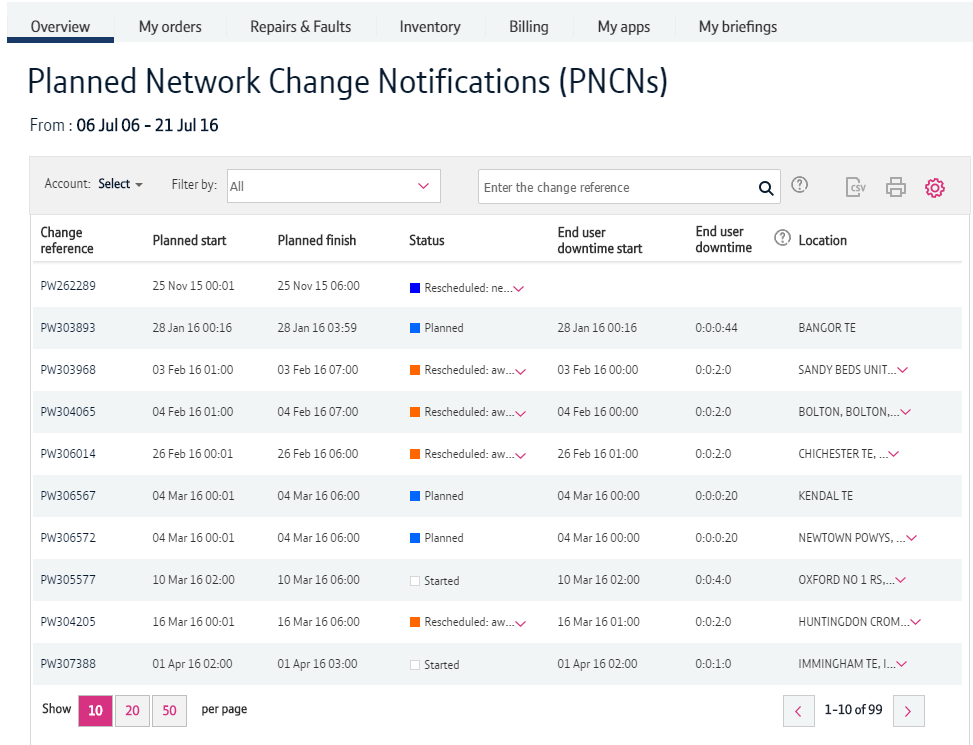 Overview My orders Repairs & Faults Inventory Billing My apps My briefings
Planned Network Change Notifications (PNCNs)
From : 06 Jul 06 – 21 Jul 16
Account: Select Filter by: All Enter the change reference ? CSV
Change reference Planned start Planned finish Status End user downtime start End user downtime ? Location
PW262289 25 Nov 15 00:01 25 Nov 15 06:00 Rescheduled: ne...
PW303893 28 Jan 16 00:16 28 Jan 16 03:59 Planned 28 Jan 16 00:16 0:0:0:44 BANGOR TE
PW303968 03 Feb 16 01:00 03 Feb 16 07:00 Rescheduled: aw... 03 Feb 16 00:00 0:0:2:0 SANDY BEDS UNIT...
PW304065 04 Feb 16 01:00 04 Feb 16 07:00 Rescheduled: aw... 04 Feb 16 00:00 0:0:2:0 BOLTON, BOLTON,...
PW306014 26 Feb 16 00:01 26 Feb 16 06:00 Rescheduled: aw... 26 Feb 16 01:00 0:0:2:0 CHICHESTER TE, ...
PW306567 04 Mar 16 00:01 04 Mar 16 06:00 Planned 04 Mar 16 00:00 0:0:0:20 KENDAL TE
PW306572 04 Mar 16 00:01 04 Mar 16 06:00 Planned 04 Mar 16 00:00 0:0:0:20 NEWTOWN POWYS, ...
PW305577 10 Mar 16 02:00 10 Mar 16 06:00 Started 10 Mar 16 02:00 0:0:4:0 OXFORD NO 1 RS,...
PW304205 16 Mar 16 00:01 16 Mar 16 06:00 Rescheduled: aw... 16 Mar 16 01:00 0:0:2:0 HUNTINGDON CROM...
PW307388 01 Apr 16 02:00 01 Apr 16 03:00 Started 01 Apr 16 02:00 0:0:1:0 IMMINGHAM TE, I...
Show 10 20 50 per page 1-10 of 99